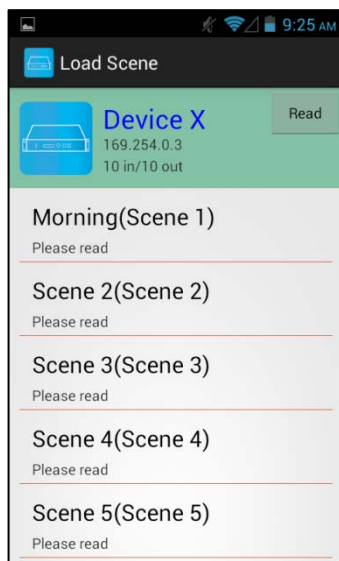 9:25 AM
Load Scene
Device X
Read
169.254.0.3
10 in/10 out
Morning(Scene 1)
Please read
Scene 2(Scene 2)
Please read
Scene 3(Scene 3)
Please read
Scene 4(Scene 4)
Please read
Scene 5(Scene 5)
Please read